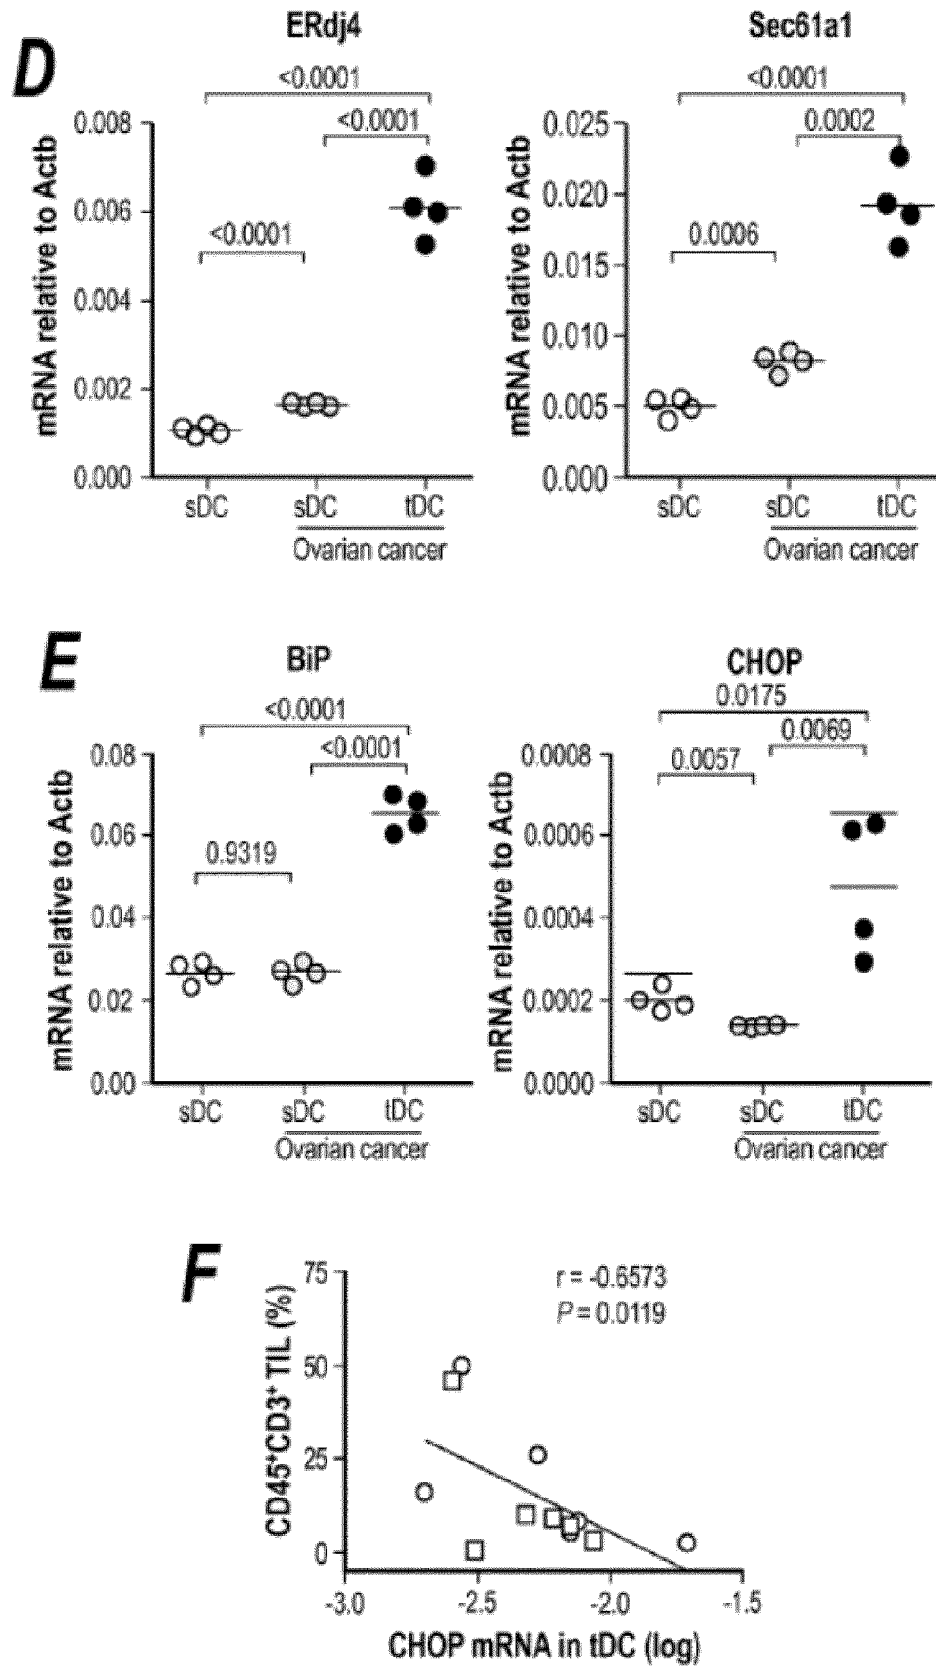 D
ERdj4
<0.0001
<0.0001
<0.0001
mRNA relative to Actb
0.008
0.006
0.004
0.002
0.000
sDC
sDC
tDC
Ovarian cancer
Sec61a1
<0.0001
0.0002
0.0006
mRNA relative to Actb
0.025
0.020
0.015
0.010
0.005
0.000
sDC
sDC
tDC
Ovarian cancer
E
BiP
<0.0001
<0.0001
0.9319
mRNA relative to Actb
0.08
0.06
0.04
0.02
0.00
sDC
sDC
tDC
Ovarian cancer
CHOP
0.0175
0.0069
0.0057
mRNA relative to Actb
0.0008
0.0006
0.0004
0.0002
0.0000
sDC
sDC
tDC
Ovarian cancer
F
r = -0.6573
P = 0.0119
CD45⁺CD3⁺ TIL (%)
75
50
25
0
-3.0
-2.5
-2.0
-1.5
CHOP mRNA in tDC (log)